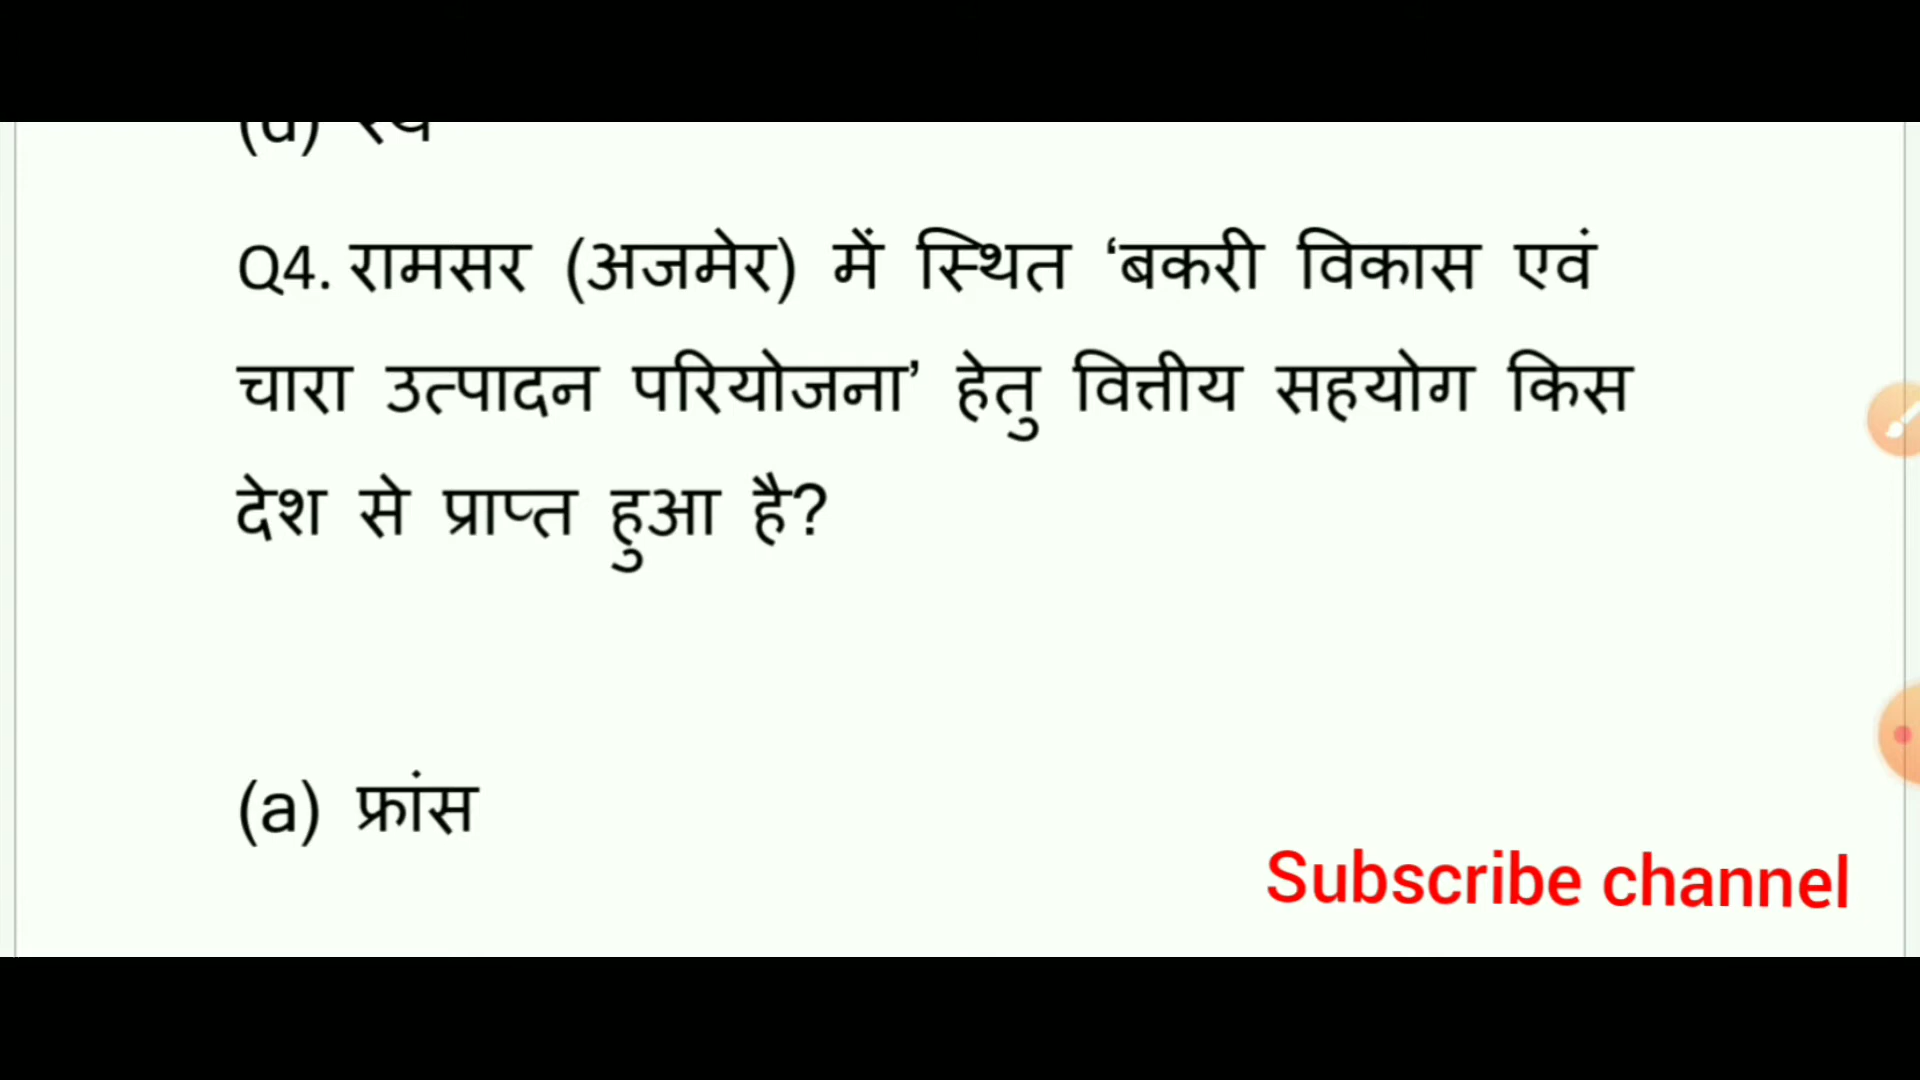 Q4. रामसर (अजमेर) में स्थित ‘बकरी विकास एवं
चारा उत्पादन परियोजना’ हेतु वित्तीय सहयोग किस
देश से प्राप्त हुआ है?
(a) फ्रांस
Subscribe channel